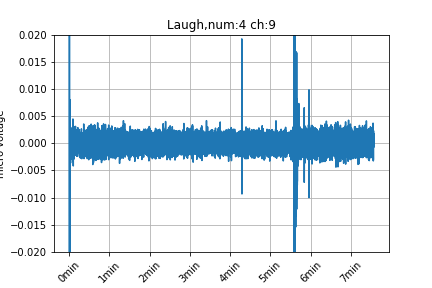 Laugh,num:4 ch:9
0.020
0.015
0.010
0.005
0.000
−0.005
−0.010
−0.015
−0.020
micro voltage
0min
1min
2min
3min
4min
5min
6min
7min